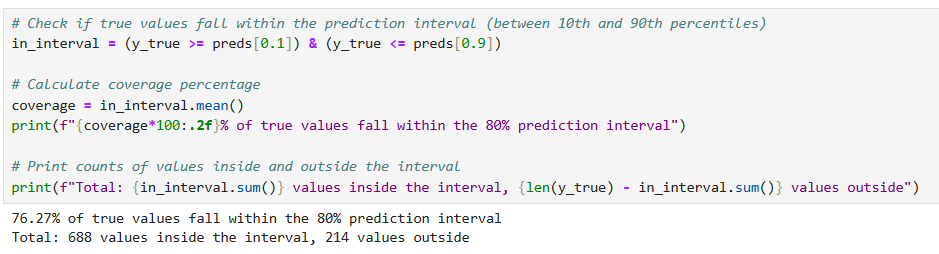 # Check if true values fall within the prediction interval (between 10th and 90th percentiles)
in_interval = (y_true >= preds[0.1]) & (y_true <= preds[0.9])
# Calculate coverage percentage
coverage = in_interval.mean()
print(f"{coverage*100:.2f}% of true values fall within the 80% prediction interval")
# Print counts of values inside and outside the interval
print(f"Total: {in_interval.sum()} values inside the interval, {len(y_true) - in_interval.sum()} values outside")
76.27% of true values fall within the 80% prediction interval
Total: 688 values inside the interval, 214 values outside